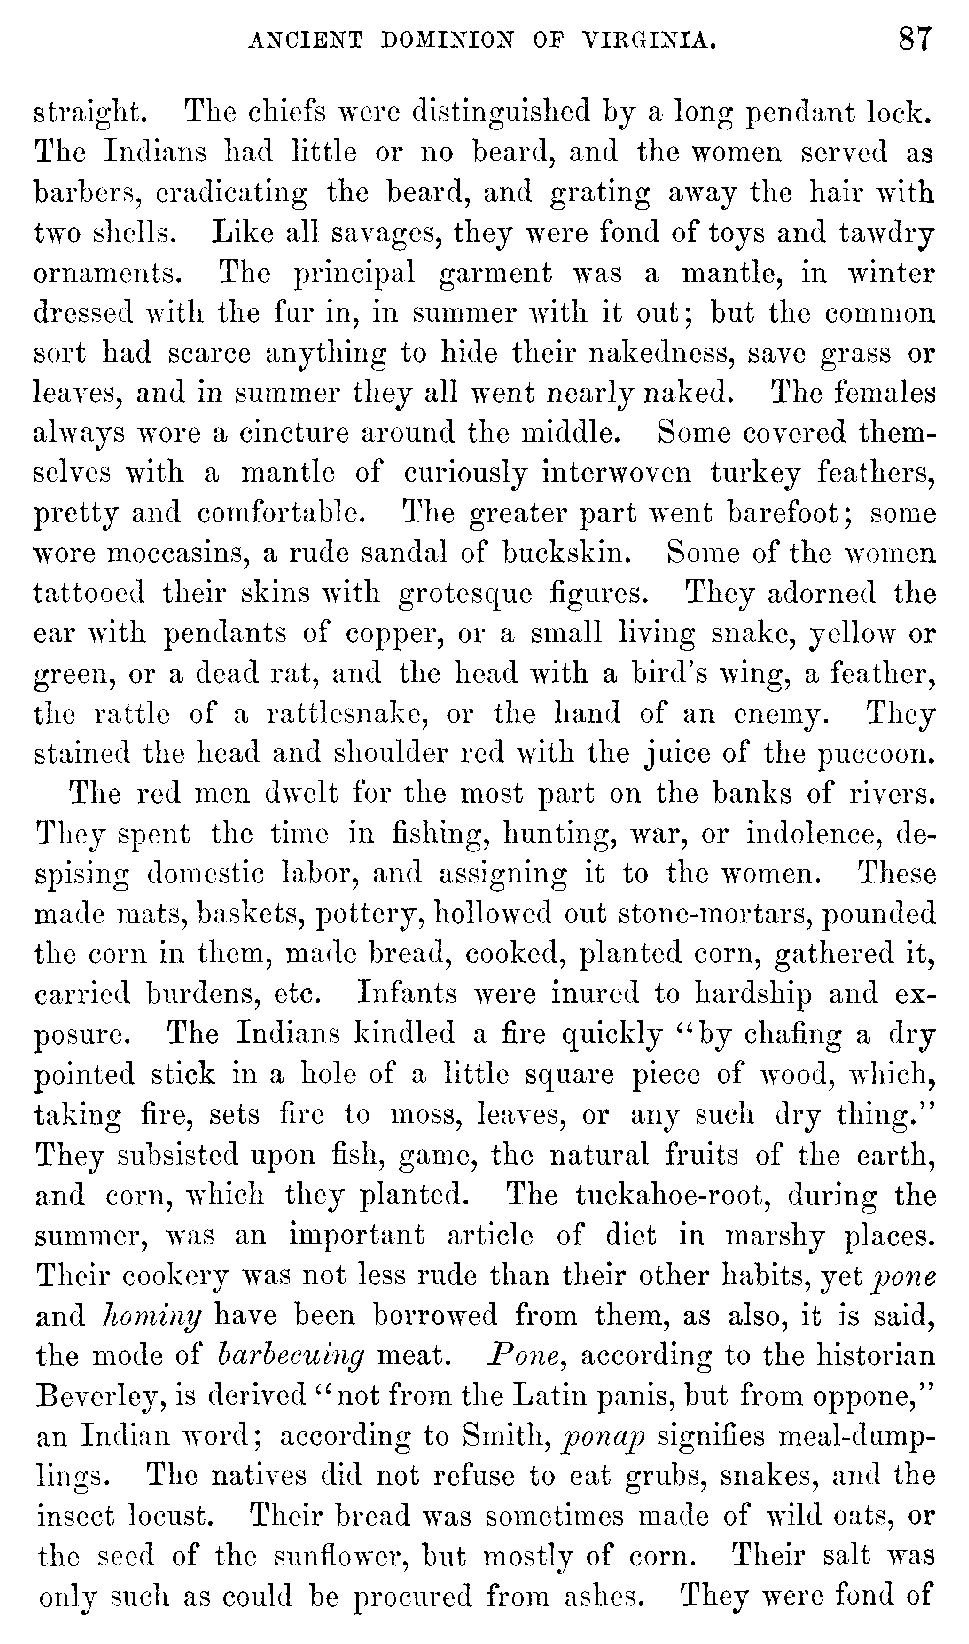 ANCIENT DOMINION OF VIRGINIA. 87
straight. The chiefs were distinguished by a long pendant lock.
The Indians had little or no beard, and the women served as
barbers, eradicating the beard, and grating away the hair with
two shells. Like all savages, they were fond of toys and tawdry
ornaments. The principal garment was a mantle, in winter
dressed with the fur in, in summer with it out; but the common
sort had scarce anything to hide their nakedness, save grass or
leaves, and in summer they all went nearly naked. The females
always wore a cincture around the middle. Some covered them-
selves with a mantle of curiously interwoven turkey feathers,
pretty and comfortable. The greater part went barefoot; some
wore moccasins, a rude sandal of buckskin. Some of the women
tattooed their skins with grotesque figures. They adorned the
ear with pendants of copper, or a small living snake, yellow or
green, or a dead rat, and the head with a bird's wing, a feather,
the rattle of a rattlesnake, or the hand of an enemy. They
stained the head and shoulder red with the juice of the puccoon.
The red men dwelt for the most part on the banks of rivers.
They spent the time in fishing, hunting, war, or indolence, de-
spising domestic labor, and assigning it to the women. These
made mats, baskets, pottery, hollowed out stone-mortars, pounded
the corn in them, made bread, cooked, planted corn, gathered it,
carried burdens, etc. Infants were inured to hardship and ex-
posure. The Indians kindled a fire quickly "by chafing a dry
pointed stick in a hole of a little square piece of wood, which,
taking fire, sets fire to moss, leaves, or any such dry thing."
They subsisted upon fish, game, the natural fruits of the earth,
and corn, which they planted. The tuckahoe-root, during the
summer, was an important article of diet in marshy places.
Their cookery was not less rude than their other habits, yet pone
and hominy have been borrowed from them, as also, it is said,
the mode of barbecuing meat. Pone, according to the historian
Beverley, is derived "not from the Latin panis, but from oppone,"
an Indian word; according to Smith, ponap signifies meal-dump-
lings. The natives did not refuse to eat grubs, snakes, and the
insect locust. Their bread was sometimes made of wild oats, or
the seed of the sunflower, but mostly of corn. Their salt was
only such as could be procured from ashes. They were fond of